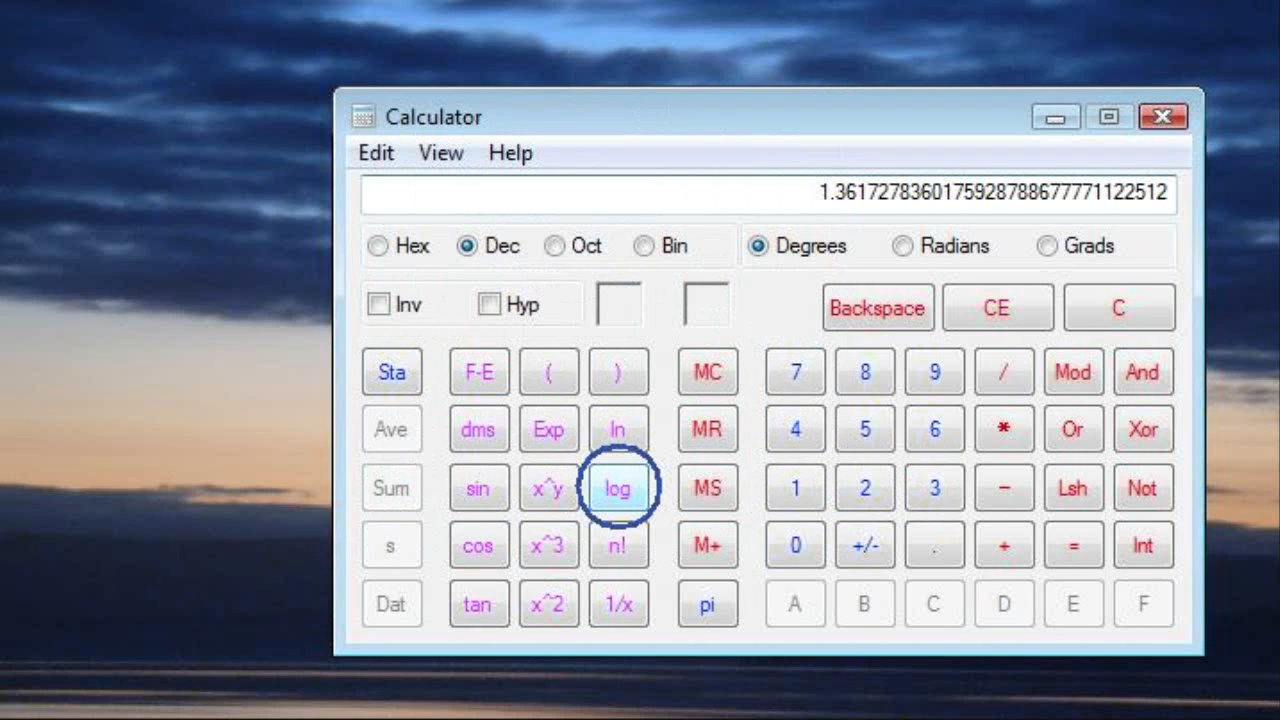 Calculator
Edit View Help
1.3617278360175928788677771122512
Hex Dec Oct Bin Degrees Radians Grads
Inv Hyp Backspace CE C
Sta F-E ( ) MC 7 8 9 / Mod And
Ave dms Exp ln MR 4 5 6 * Or Xor
Sum sin x^y log MS 1 2 3 - Lsh Not
s cos x^3 n! M+ 0 +/- . + = Int
Dat tan x^2 1/x pi A B C D E F